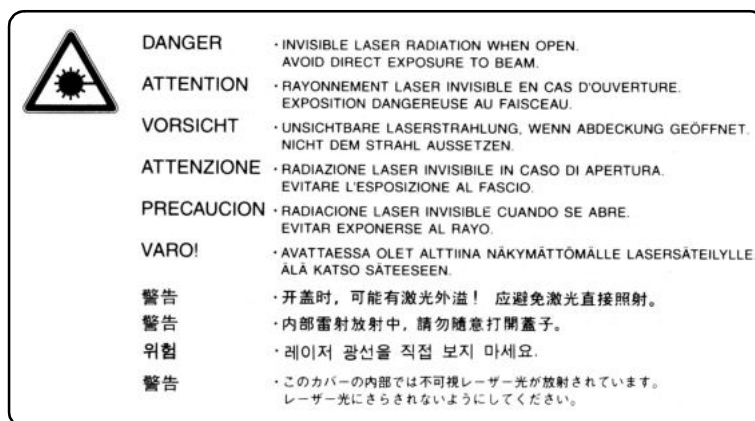 DANGER · INVISIBLE LASER RADIATION WHEN OPEN.
AVOID DIRECT EXPOSURE TO BEAM.
ATTENTION · RAYONNEMENT LASER INVISIBLE EN CAS D'OUVERTURE.
EXPOSITION DANGEREUSE AU FAISCEAU.
VORSICHT · UNSICHTBARE LASERSTRAHLUNG, WENN ABDECKUNG GEÖFFNET.
NICHT DEM STRAHL AUSSETZEN.
ATTENZIONE · RADIAZIONE LASER INVISIBILE IN CASO DI APERTURA.
EVITARE L'ESPOSIZIONE AL FASCIO.
PRECAUCION · RADIACIONE LASER INVISIBLE CUANDO SE ABRE.
EVITAR EXPONERSE AL RAYO.
VARO! · AVATTAESSA OLET ALTTIINA NÄKYMÄTTÖMÄLLE LASERSÄTEILYLLE.
ÄLÄ KATSO SÄTEESEEN.
警告 · 开盖时，可能有激光外溢！ 应避免激光直接照射。
警告 · 内部雷射放射中，請勿隨意打開蓋子。
위험 · 레이저 광선을 직접 보지 마세요.
警告 · このカバーの内部では不可視レーザー光が放射されています。
レーザー光にさらされないようにしてください。